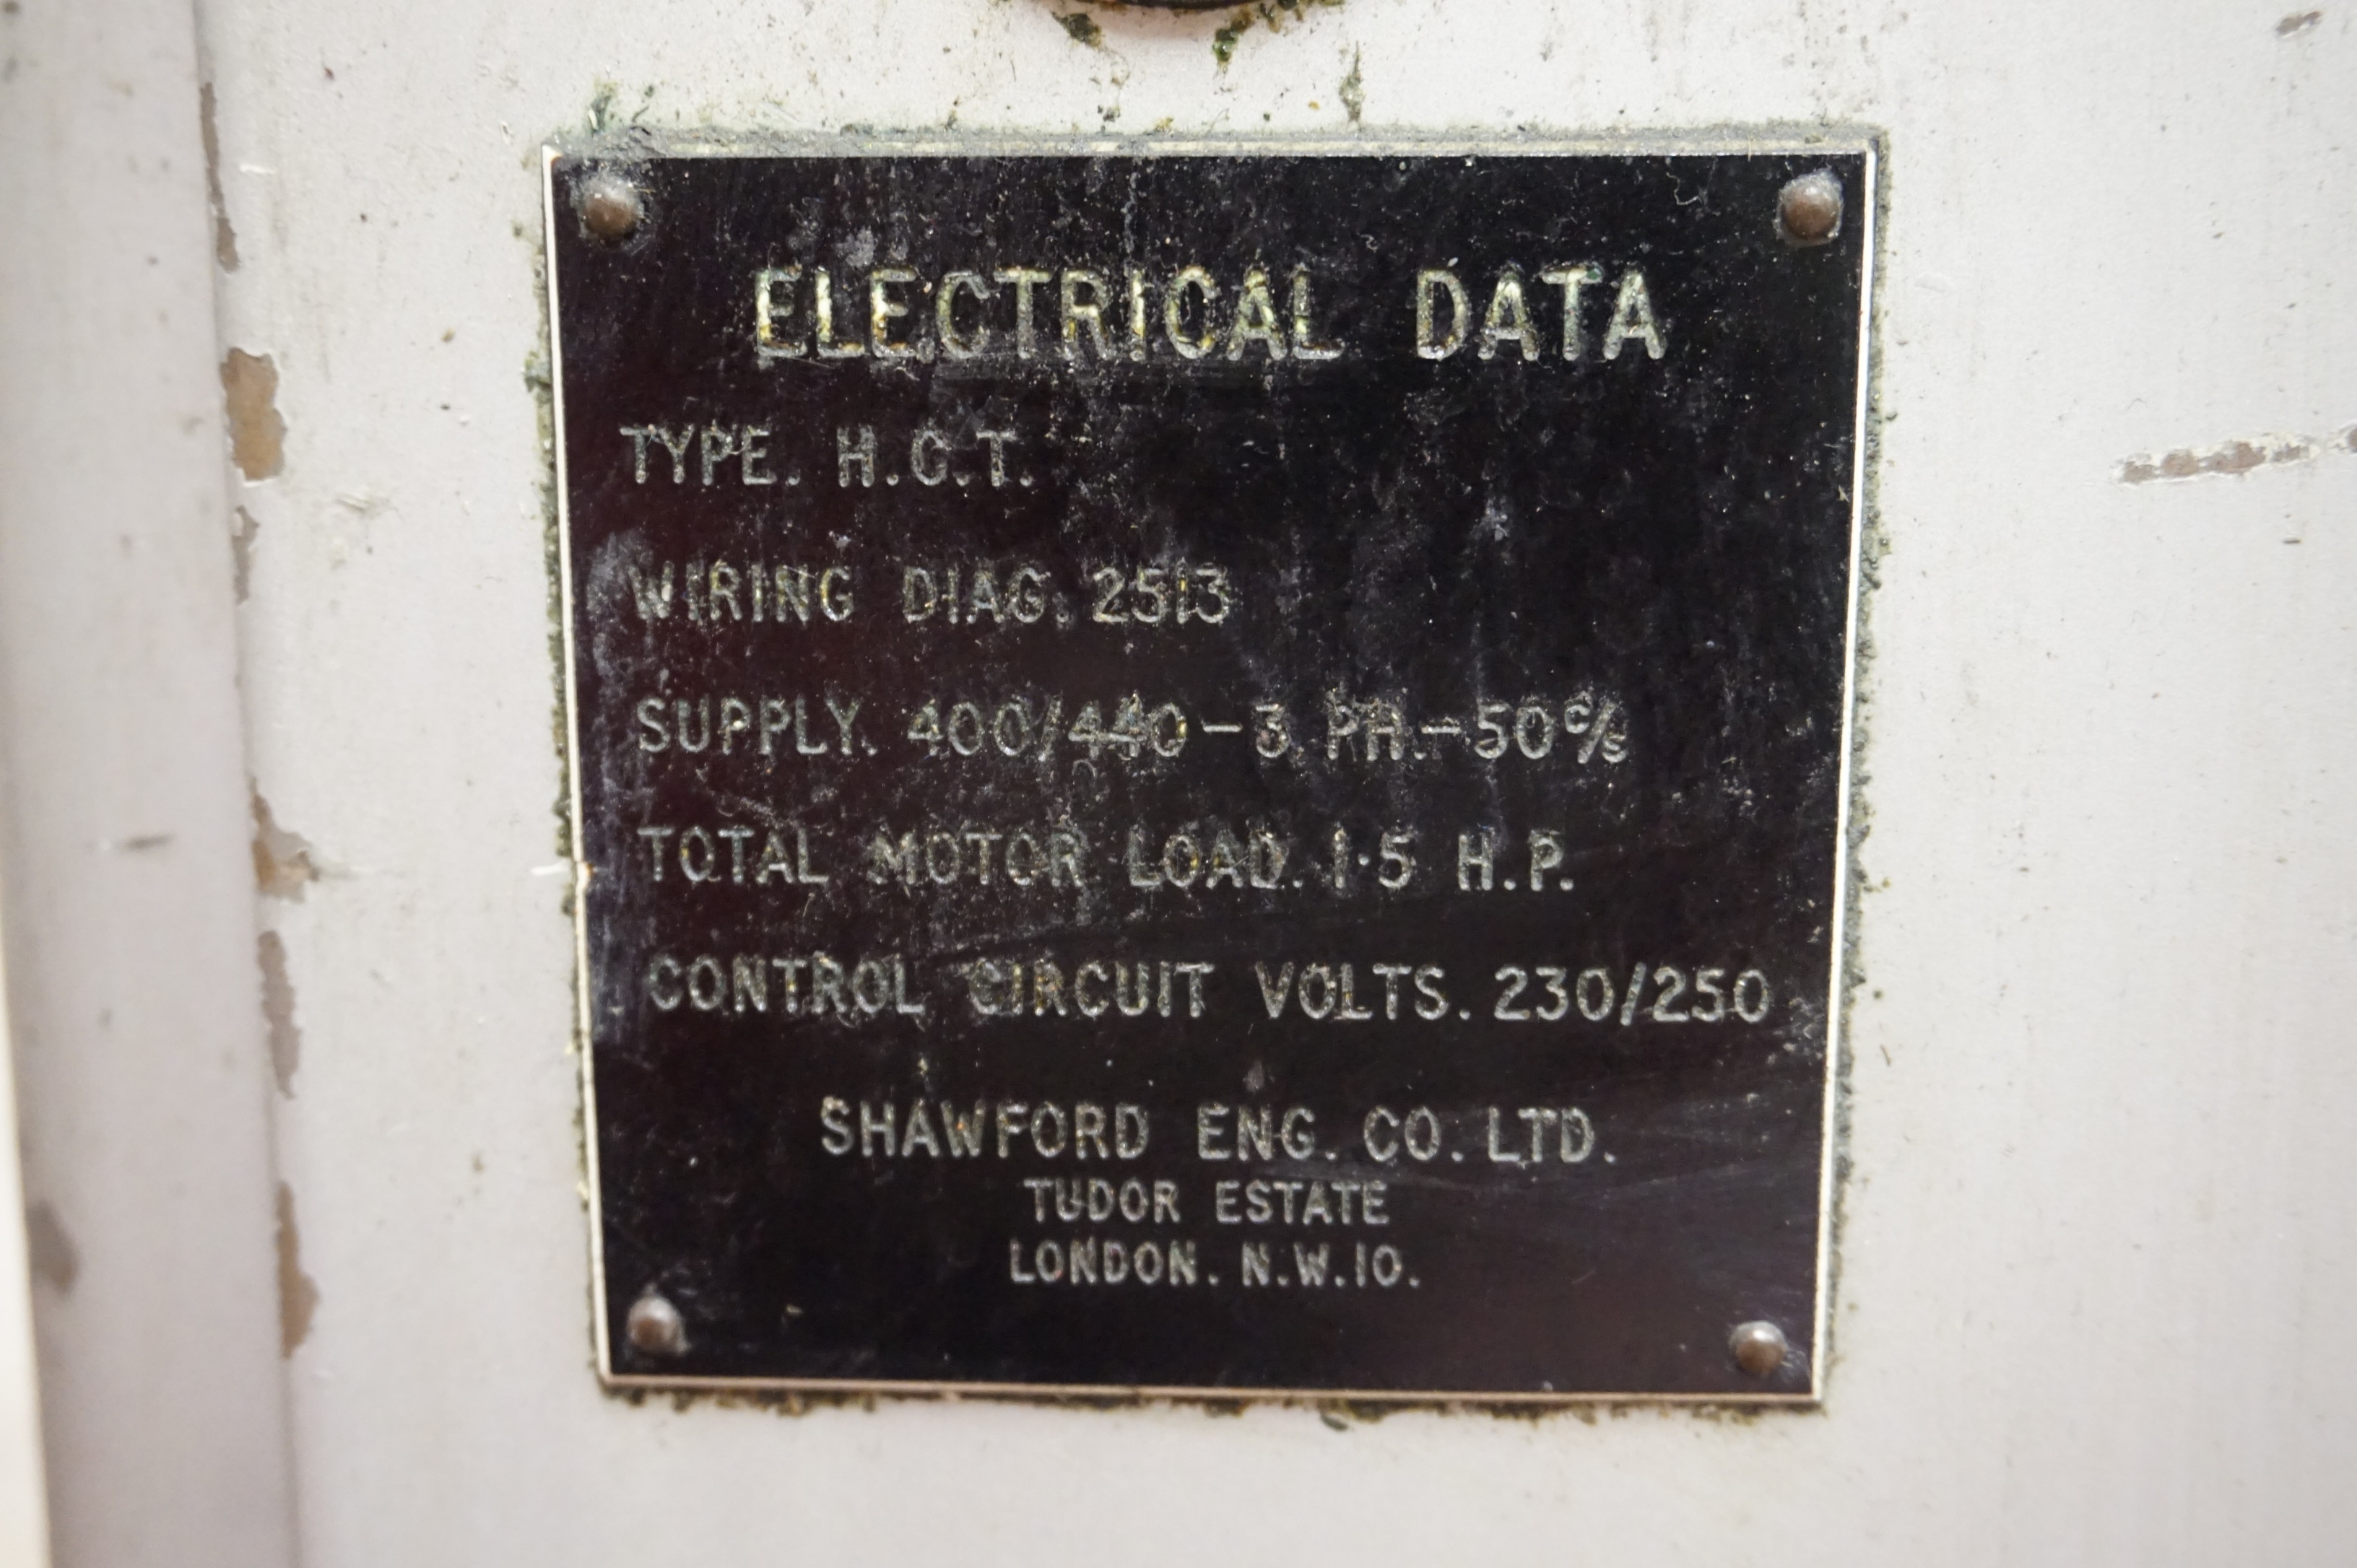 ELECTRICAL DATA
TYPE. H.C.T.
WIRING DIAG. 2513
SUPPLY. 400/440-3 PH.-50 c/s
TOTAL MOTOR LOAD. 1·5 H.P.
CONTROL CIRCUIT VOLTS. 230/250
SHAWFORD ENG. CO. LTD.
TUDOR ESTATE
LONDON. N.W.10.